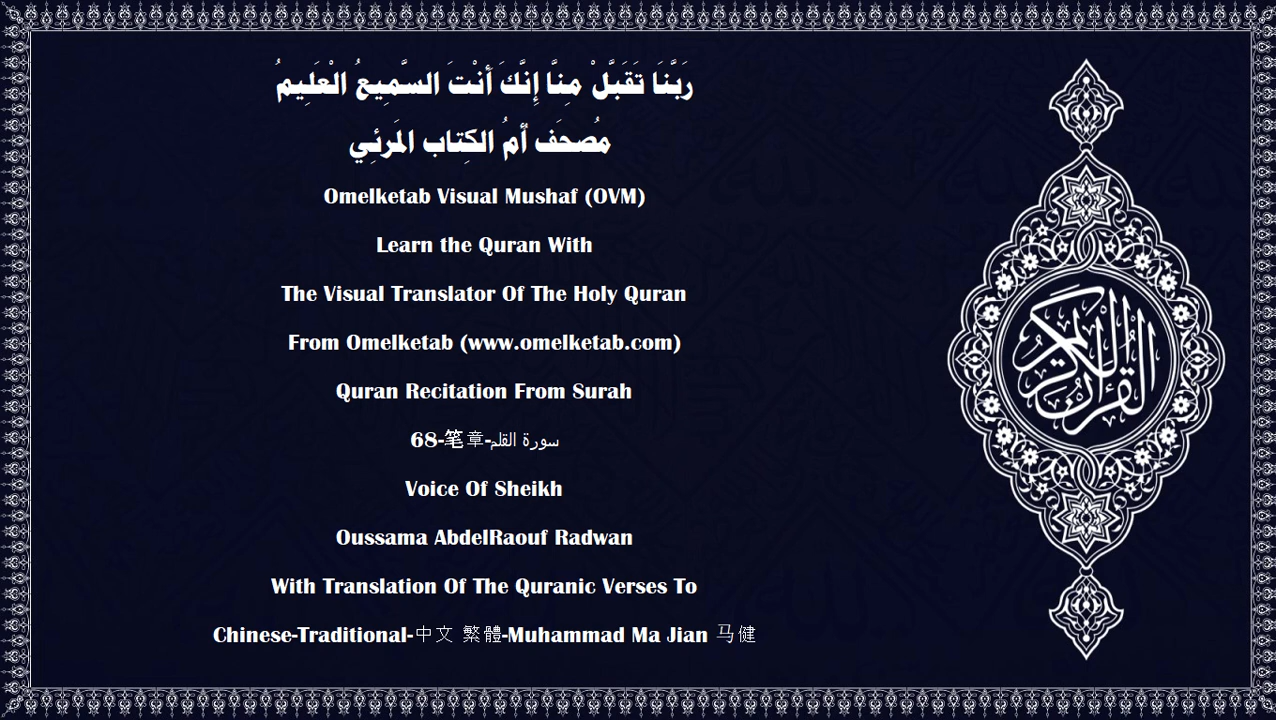 رَبَّنَا تَقَبَّلْ مِنَّا إِنَّكَ أَنْتَ السَّمِيعُ الْعَلِيمُ
مُصحَف أمُ الكِتاب المَرئِي
Omelketab Visual Mushaf (OVM)
Learn the Quran With
The Visual Translator Of The Holy Quran
From Omelketab (www.omelketab.com)
Quran Recitation From Surah
68-笔章-سورة القلم
Voice Of Sheikh
Oussama AbdelRaouf Radwan
With Translation Of The Quranic Verses To
Chinese-Traditional-中文 繁體-Muhammad Ma Jian 马健
القرآن الكريم